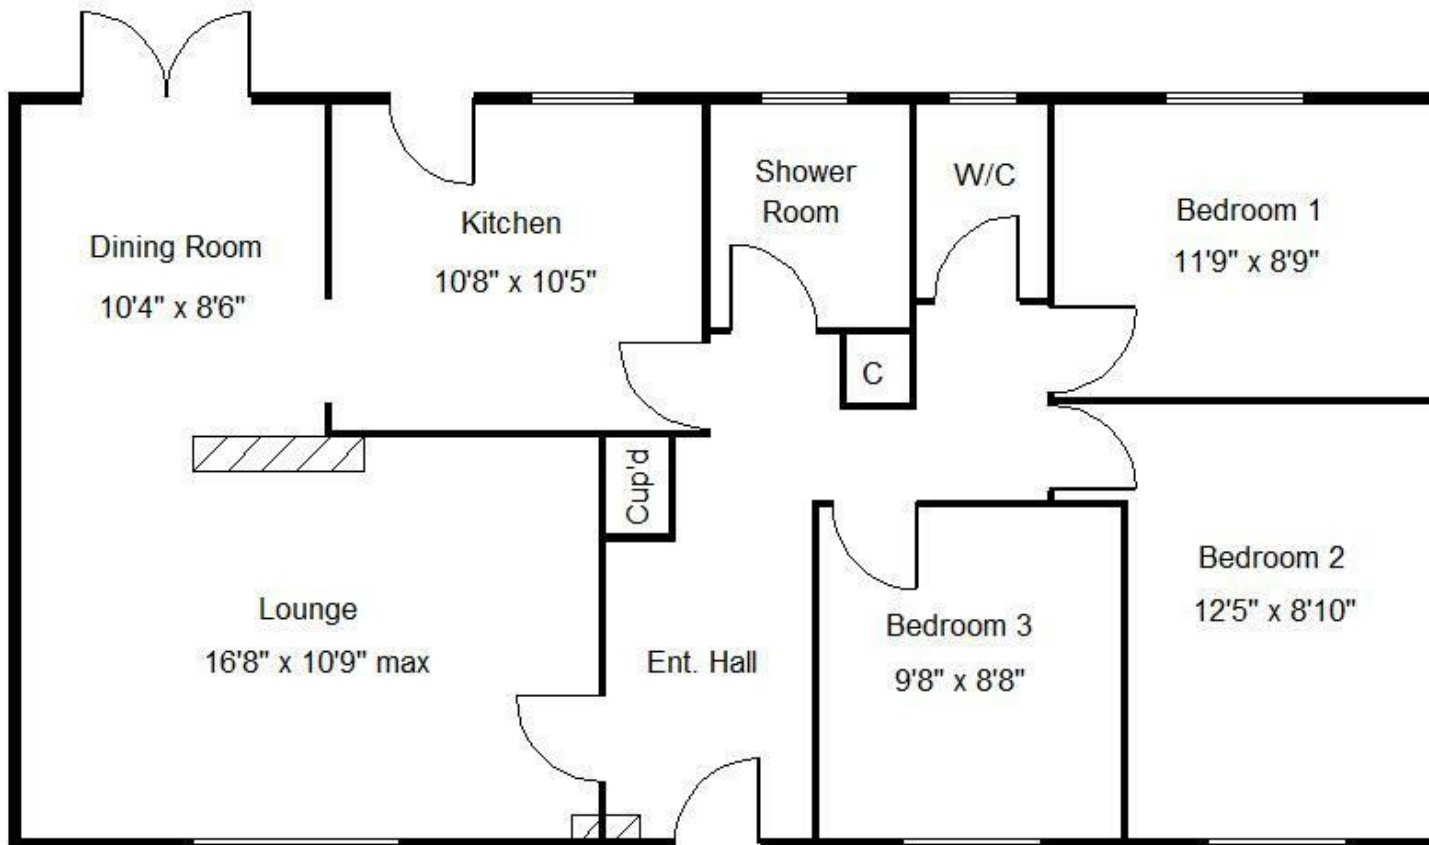 Dining Room
10'4" x 8'6"
Kitchen
10'8" x 10'5"
Shower
Room
W/C
Bedroom 1
11'9" x 8'9"
C
Cup'd
Lounge
16'8" x 10'9" max
Ent. Hall
Bedroom 3
9'8" x 8'8"
Bedroom 2
12'5" x 8'10"